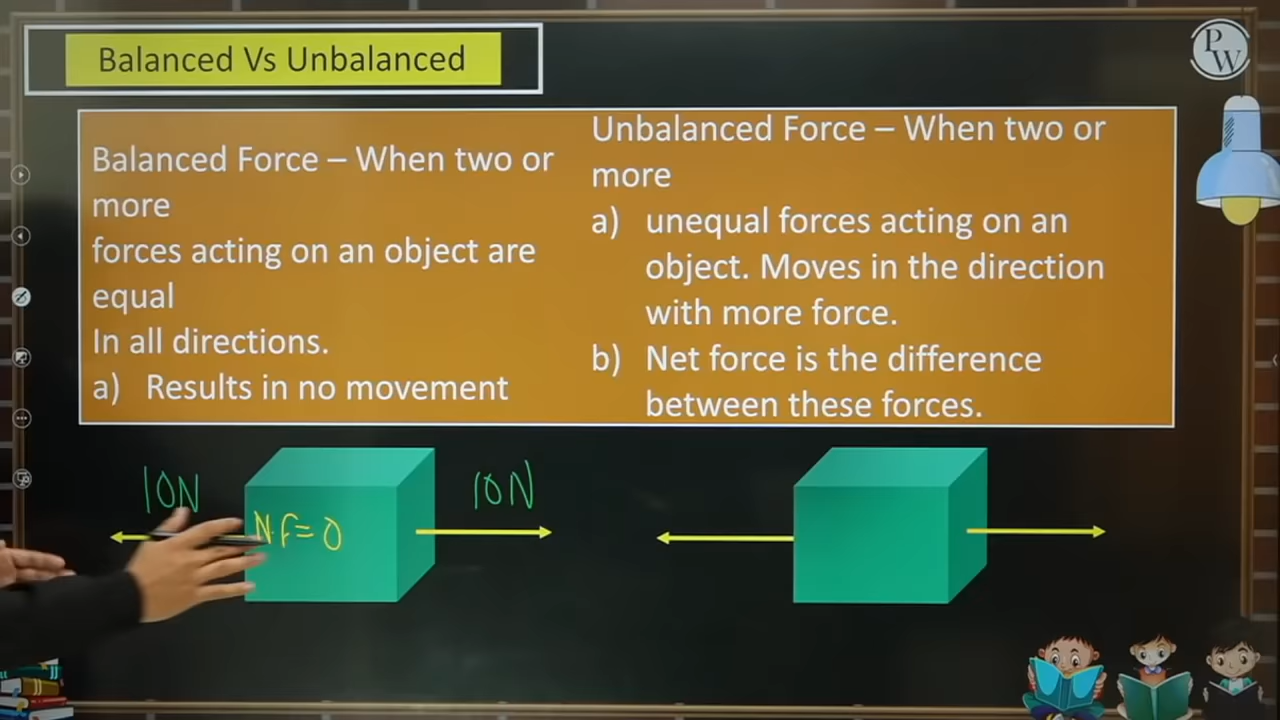 Balanced Vs Unbalanced
PW
Balanced Force – When two or
more
forces acting on an object are
equal
In all directions.
a) Results in no movement
Unbalanced Force – When two or
more
a) unequal forces acting on an
object. Moves in the direction
with more force.
b) Net force is the difference
between these forces.
10N
10N
N.F=0